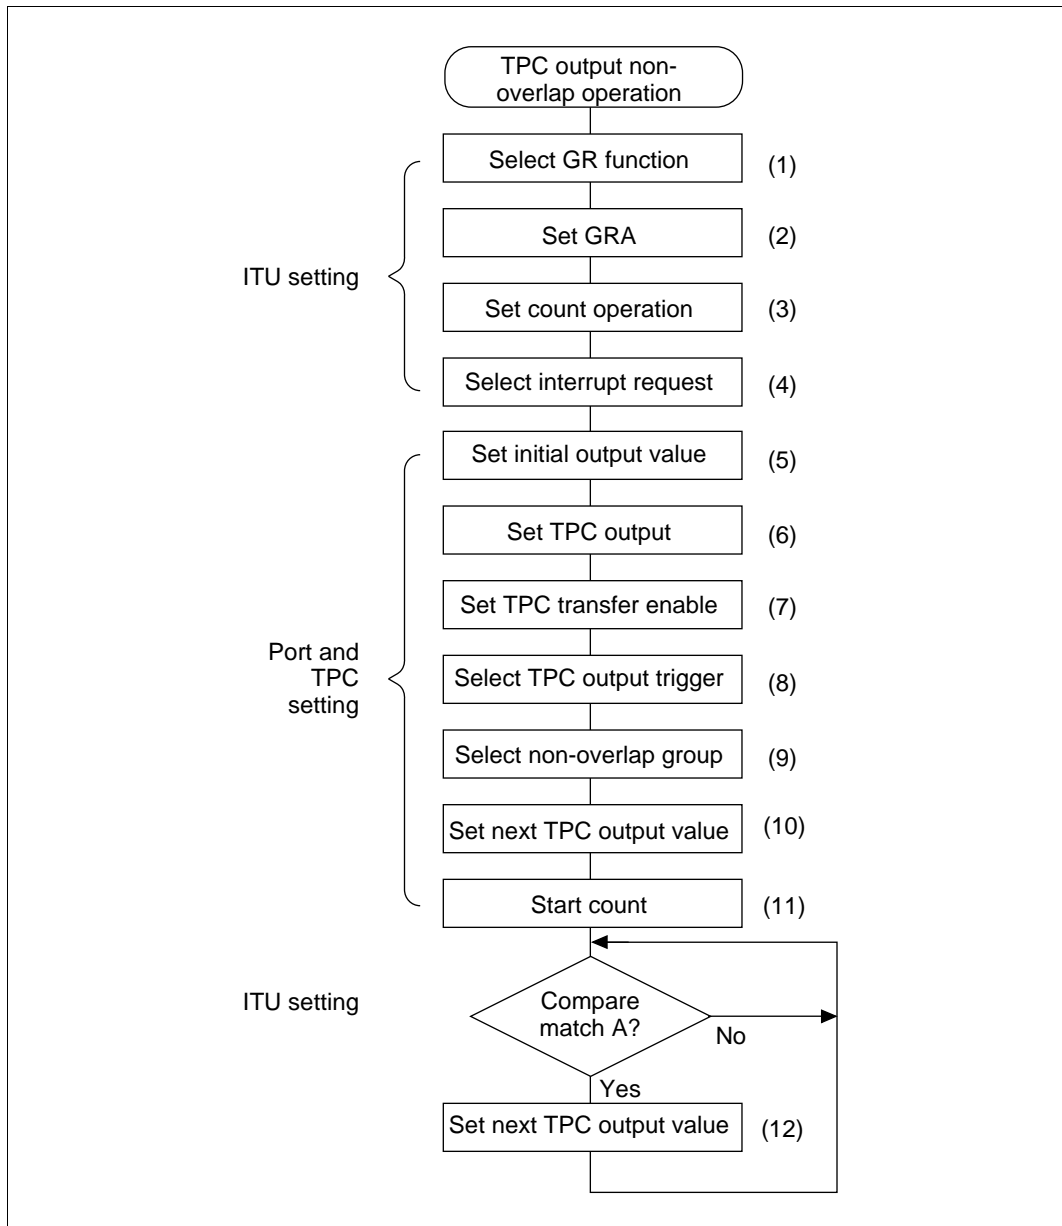 TPC output non-
overlap operation
Select GR function
(1)
Set GRA
(2)
ITU setting
Set count operation
(3)
Select interrupt request
(4)
Set initial output value
(5)
Set TPC output
(6)
Set TPC transfer enable
(7)
Port and
TPC
setting
Select TPC output trigger
(8)
Select non-overlap group
(9)
Set next TPC output value
(10)
Start count
(11)
ITU setting
Compare
match A?
No
Yes
Set next TPC output value
(12)